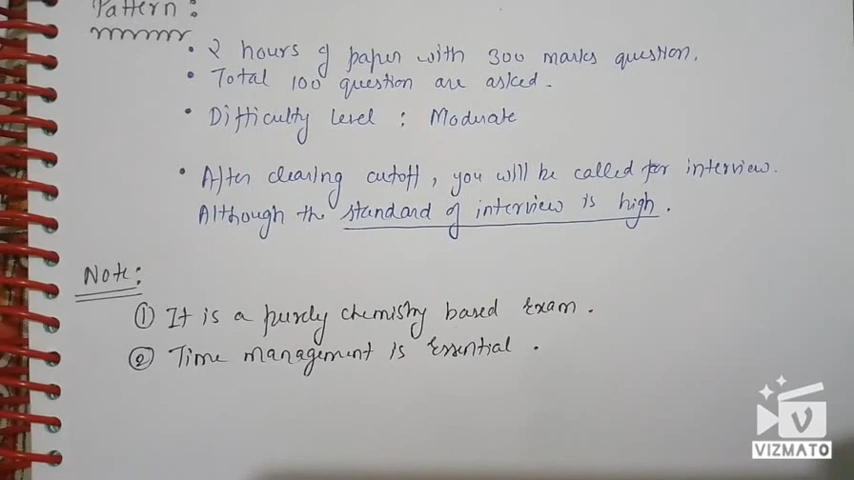 Pattern :
• 2 hours of paper with 300 marks question.
• Total 100 question are asked.
• Difficulty level : Moderate
• After clearing cutoff, you will be called for interview.
Although the standard of interview is high.
Note:
① It is a purely chemistry based Exam.
② Time management is Essential.
VIZMATO